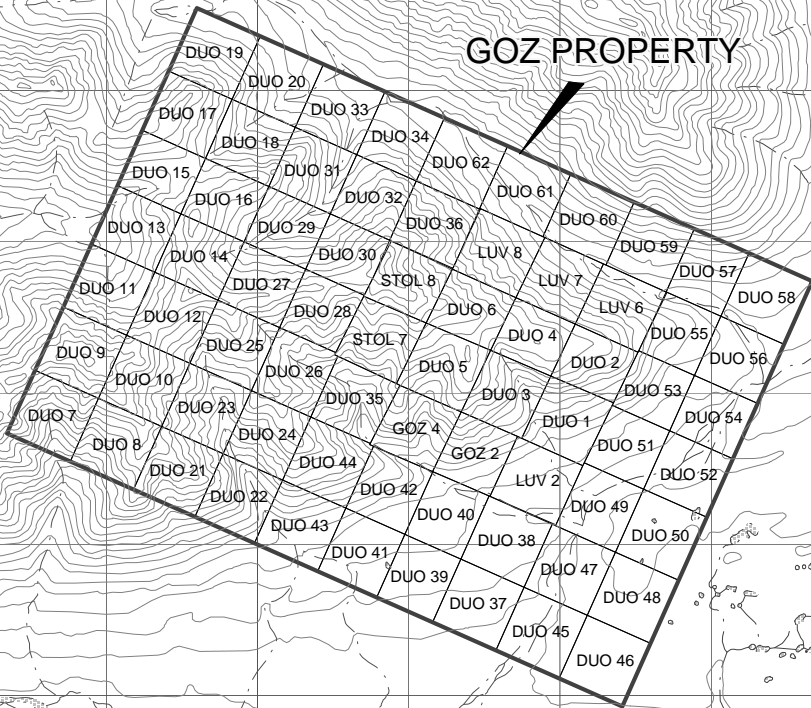 GOZ PROPERTY
DUO 19
DUO 20
DUO 33
DUO 34
DUO 62
DUO 61
DUO 60
DUO 59
DUO 57
DUO 58
DUO 17
DUO 18
DUO 31
DUO 32
DUO 36
LUV 8
LUV 7
LUV 6
DUO 55
DUO 56
DUO 15
DUO 16
DUO 29
DUO 30
STOL 8
DUO 6
DUO 4
DUO 2
DUO 53
DUO 54
DUO 13
DUO 14
DUO 27
DUO 28
STOL 7
DUO 5
DUO 3
DUO 1
DUO 51
DUO 52
DUO 11
DUO 12
DUO 25
DUO 26
DUO 35
GOZ 4
GOZ 2
LUV 2
DUO 49
DUO 50
DUO 9
DUO 10
DUO 23
DUO 24
DUO 44
DUO 42
DUO 40
DUO 38
DUO 47
DUO 48
DUO 7
DUO 8
DUO 21
DUO 22
DUO 43
DUO 41
DUO 39
DUO 37
DUO 45
DUO 46